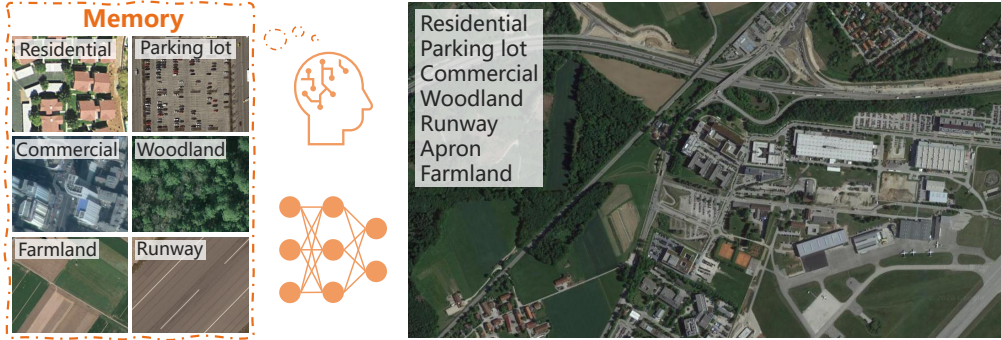 Memory
Residential
Parking lot
Commercial
Woodland
Farmland
Runway
Residential
Parking lot
Commercial
Woodland
Runway
Apron
Farmland